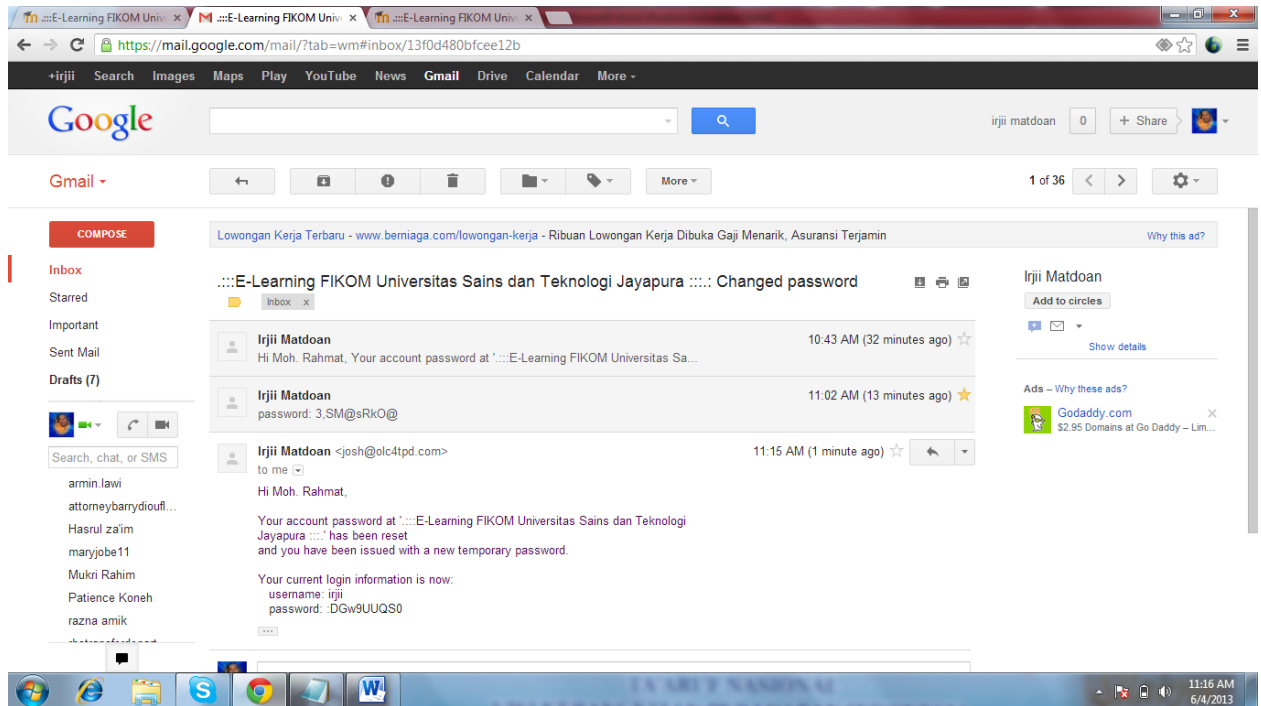 .:::E-Learning FIKOM Unive
.:::E-Learning FIKOM Unive
.:::E-Learning FIKOM Unive
https://mail.google.com/mail/?tab=wm#inbox/13f0d480bfcee12b
+irjii Search Images Maps Play YouTube News Gmail Drive Calendar More
Google
irjii matdoan 0 + Share
Gmail
More
1 of 36
COMPOSE
Lowongan Kerja Terbaru - www.berniaga.com/lowongan-kerja - Ribuan Lowongan Kerja Dibuka Gaji Menarik, Asuransi Terjamin
Why this ad?
Inbox
Starred
Important
Sent Mail
Drafts (7)
Search, chat, or SMS
armin.lawi
attorneybarrydioufl...
Hasrul za'im
maryjobe11
Mukri Rahim
Patience Koneh
razna amik
.:::E-Learning FIKOM Universitas Sains dan Teknologi Jayapura :::.: Changed password
Inbox x
Irjii Matdoan 10:43 AM (32 minutes ago)
Hi Moh. Rahmat, Your account password at '.:::E-Learning FIKOM Universitas Sa...
Irjii Matdoan 11:02 AM (13 minutes ago)
password: 3,SM@sRkO@
Irjii Matdoan <josh@olc4tpd.com> 11:15 AM (1 minute ago)
to me
Hi Moh. Rahmat,
Your account password at '.:::E-Learning FIKOM Universitas Sains dan Teknologi
Jayapura :::.' has been reset
and you have been issued with a new temporary password.
Your current login information is now:
username: irjii
password: :DGw9UUQS0
Irjii Matdoan
Add to circles
Show details
Ads – Why these ads?
Godaddy.com
$2.95 Domains at Go Daddy – Lim...
TA'ARUF NASIONAL
11:16 AM
6/4/2013